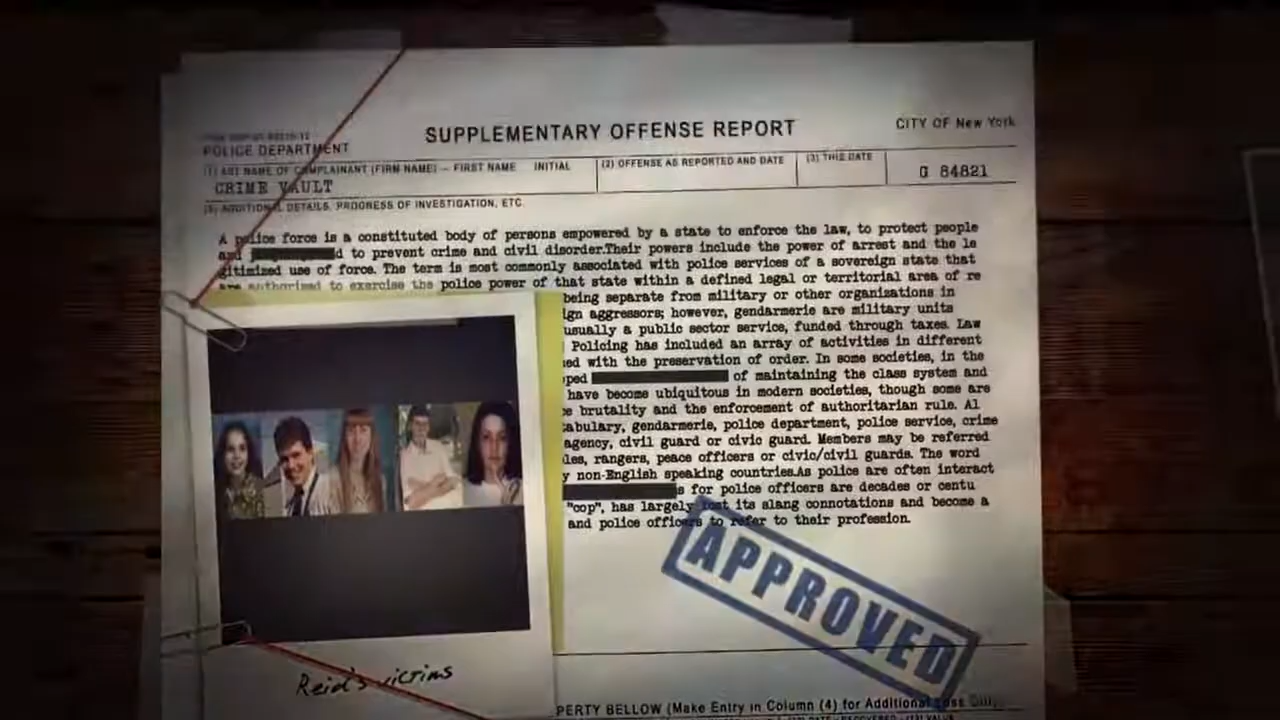 SUPPLEMENTARY OFFENSE REPORT
CITY OF New York
POLICE DEPARTMENT
(1) LAST NAME OF COMPLAINANT (FIRM NAME) — FIRST NAME INITIAL
(2) OFFENSE AS REPORTED AND DATE
(3) THIS DATE
G 84821
CRIME VAULT
ADDITIONAL DETAILS, PROGRESS OF INVESTIGATION, ETC
A police force is a constituted body of persons empowered by a state to enforce the law, to protect people
and d to prevent crime and civil disorder.Their powers include the power of arrest and the le
gitimized use of force. The term is most commonly associated with police services of a sovereign state that
are authorized to exercise the police power of that state within a defined legal or territorial area of re
being separate from military or other organizations in
ign aggressors; however, gendarmerie are military units
usually a public sector service, funded through taxes. Law
Policing has included an array of activities in different
ed with the preservation of order. In some societies, in the
ped of maintaining the class system and
have become ubiquitous in modern societies, though some are
e brutality and the enforcement of authoritarian rule. Al
tabulary, gendarmerie, police department, police service, crime
agency, civil guard or civic guard. Members may be referred
les, rangers, peace officers or civic/civil guards. The word
y non-English speaking countries.As police are often interact
s for police officers are decades or centu
"cop", has largely lost its slang connotations and become a
and police officers to refer to their profession.
APPROVED
Reid's victims
PERTY BELLOW (Make Entry in Column (4) for Additional